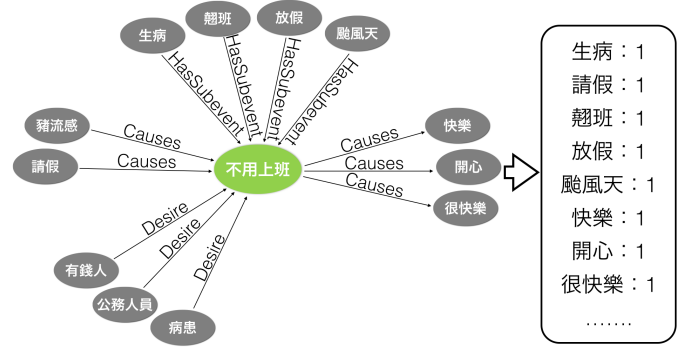 生病
翹班
放假
颱風天
HasSubevent
HasSubevent
HasSubevent
HasSubevent
豬流感
請假
Causes
Causes
不用上班
Causes
Causes
Causes
快樂
開心
很快樂
Desire
Desire
Desire
有錢人
公務人員
病患
生病：1
請假：1
翹班：1
放假：1
颱風天：1
快樂：1
開心：1
很快樂：1
.......